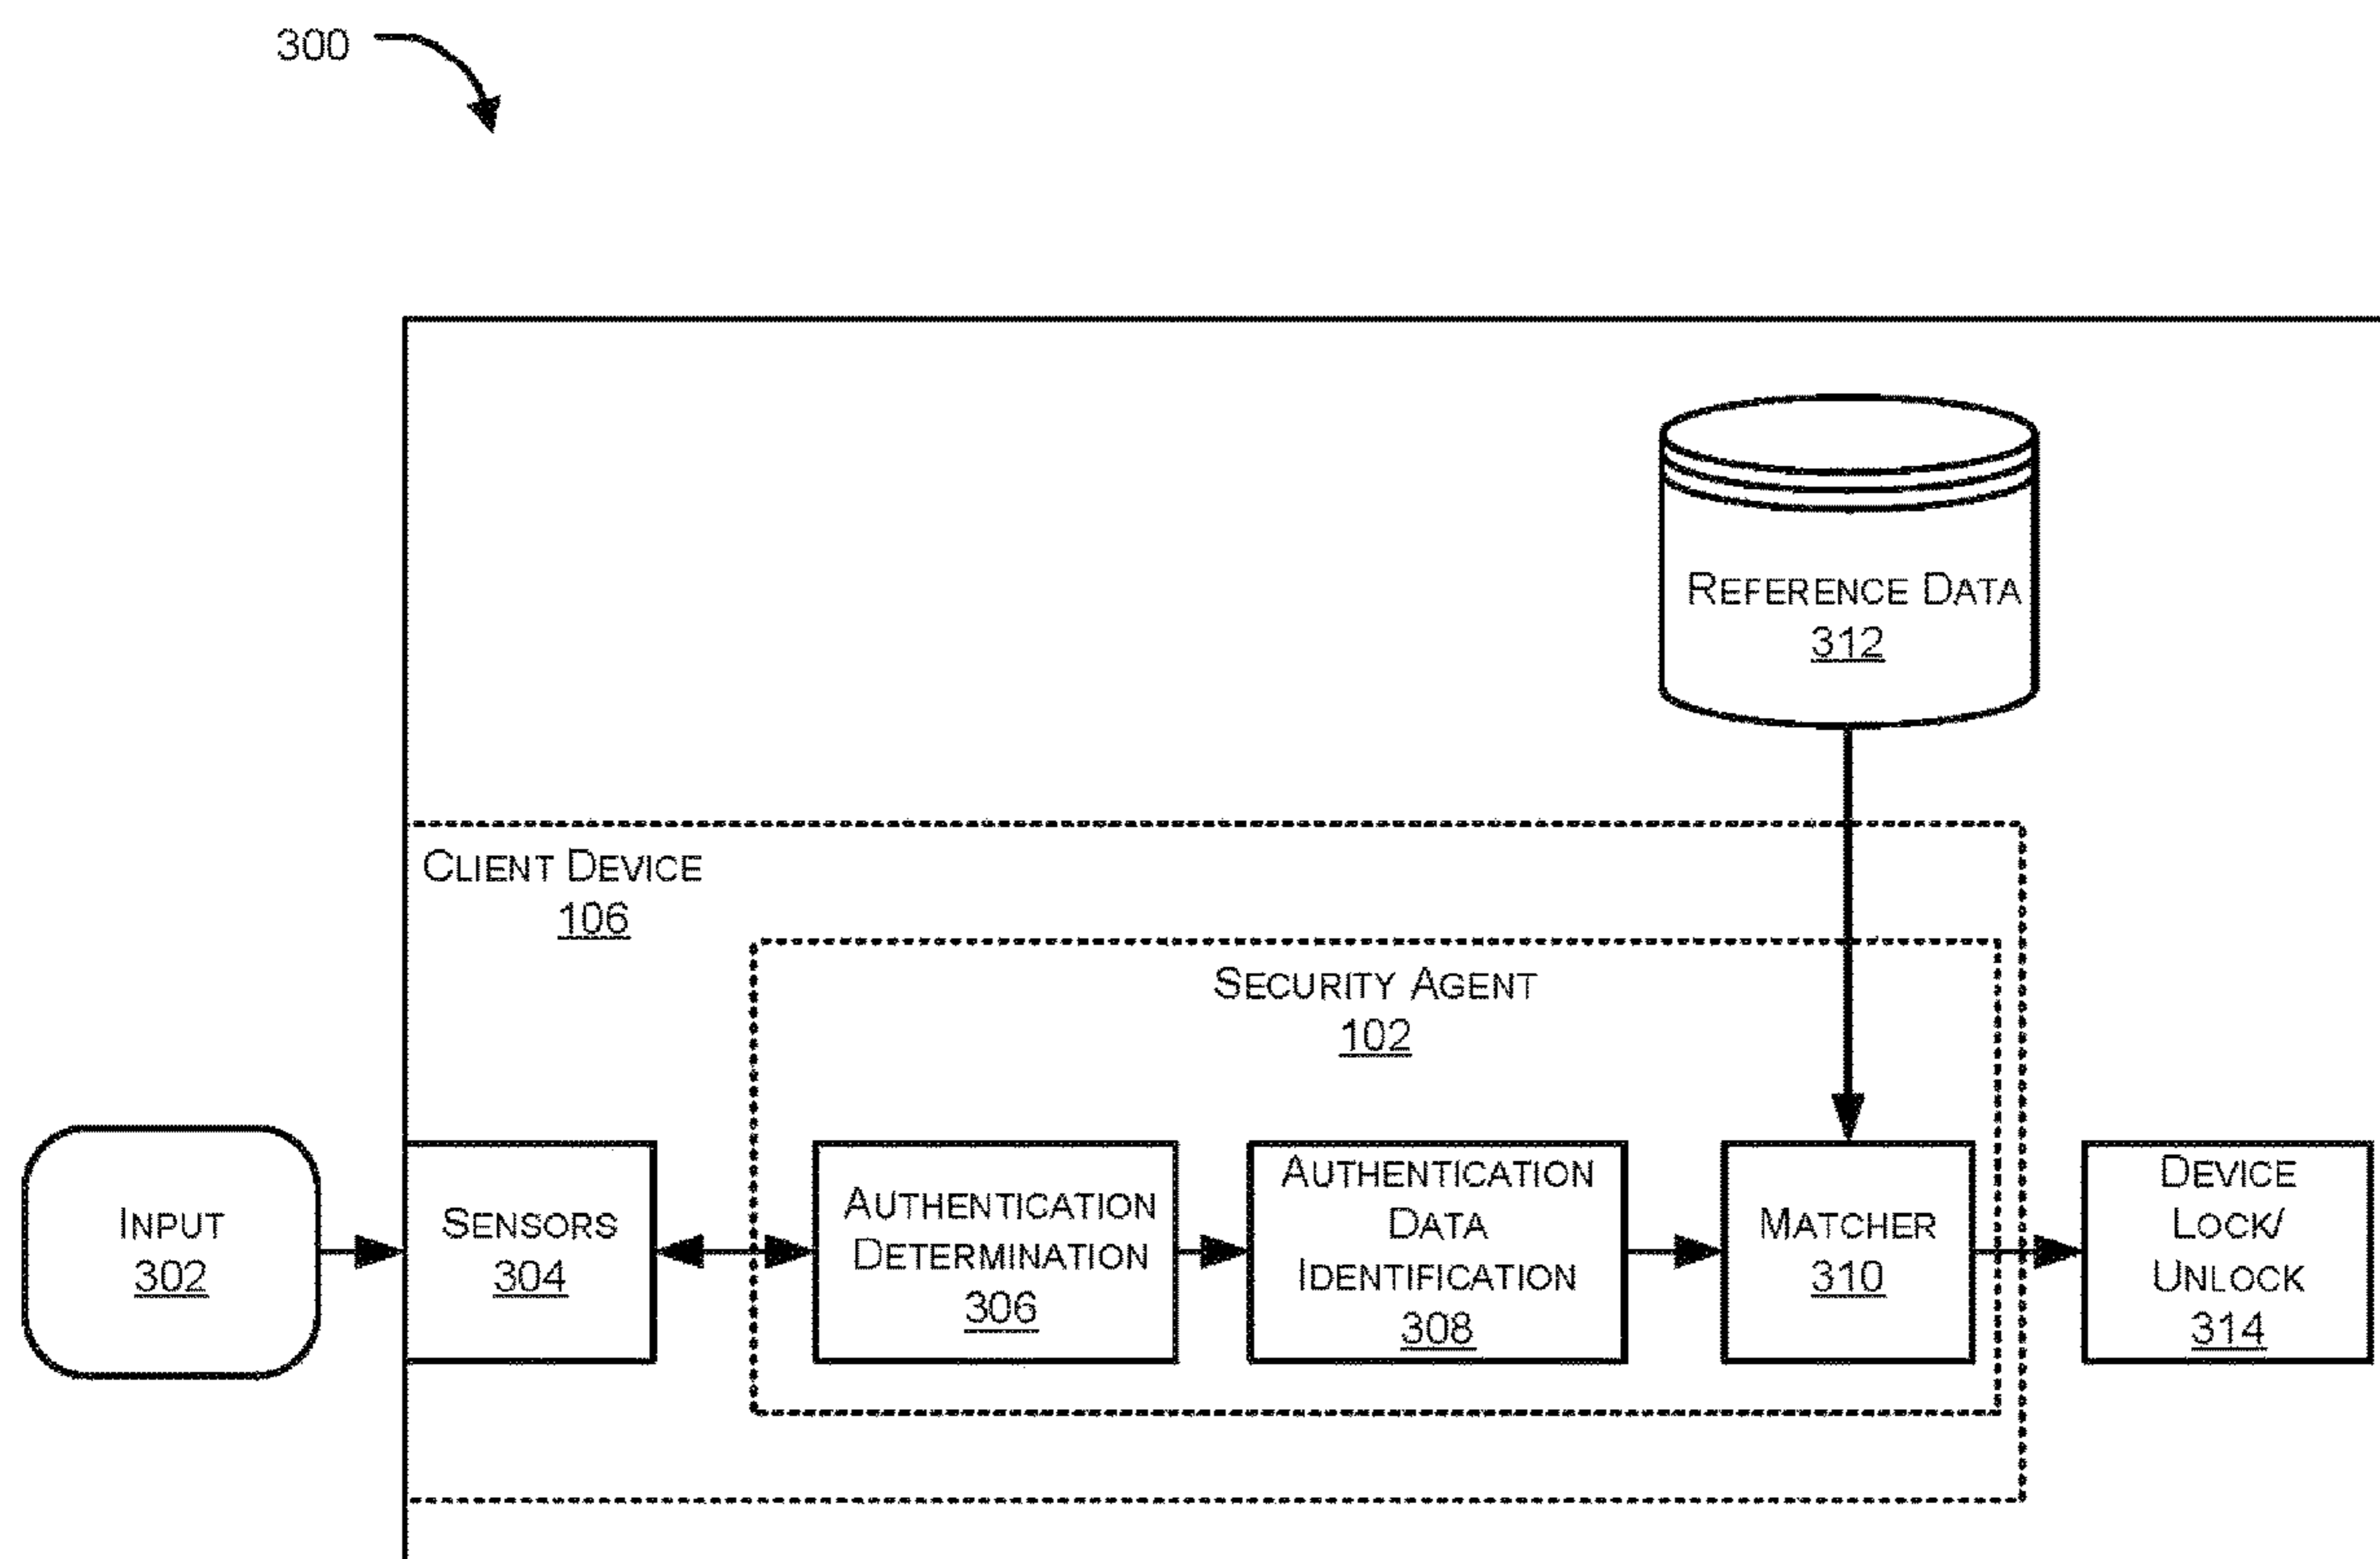 300
REFERENCE DATA
312
CLIENT DEVICE
106
SECURITY AGENT
102
INPUT
302
SENSORS
304
AUTHENTICATION
DETERMINATION
306
AUTHENTICATION
DATA
IDENTIFICATION
308
MATCHER
310
DEVICE
LOCK/
UNLOCK
314